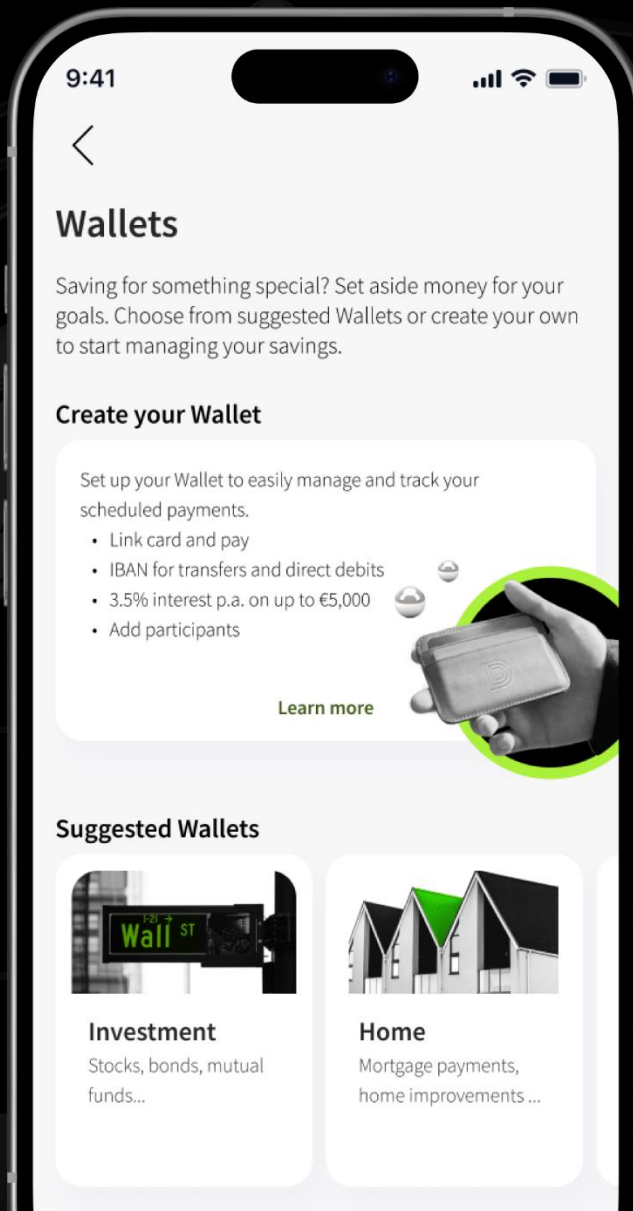 9:41
Wallets
Saving for something special? Set aside money for your
goals. Choose from suggested Wallets or create your own
to start managing your savings.
Create your Wallet
Set up your Wallet to easily manage and track your
scheduled payments.
• Link card and pay
• IBAN for transfers and direct debits
• 3.5% interest p.a. on up to €5,000
• Add participants
Learn more
Suggested Wallets
1-21 →
Wall ST
Investment
Stocks, bonds, mutual
funds...
Home
Mortgage payments,
home improvements ...